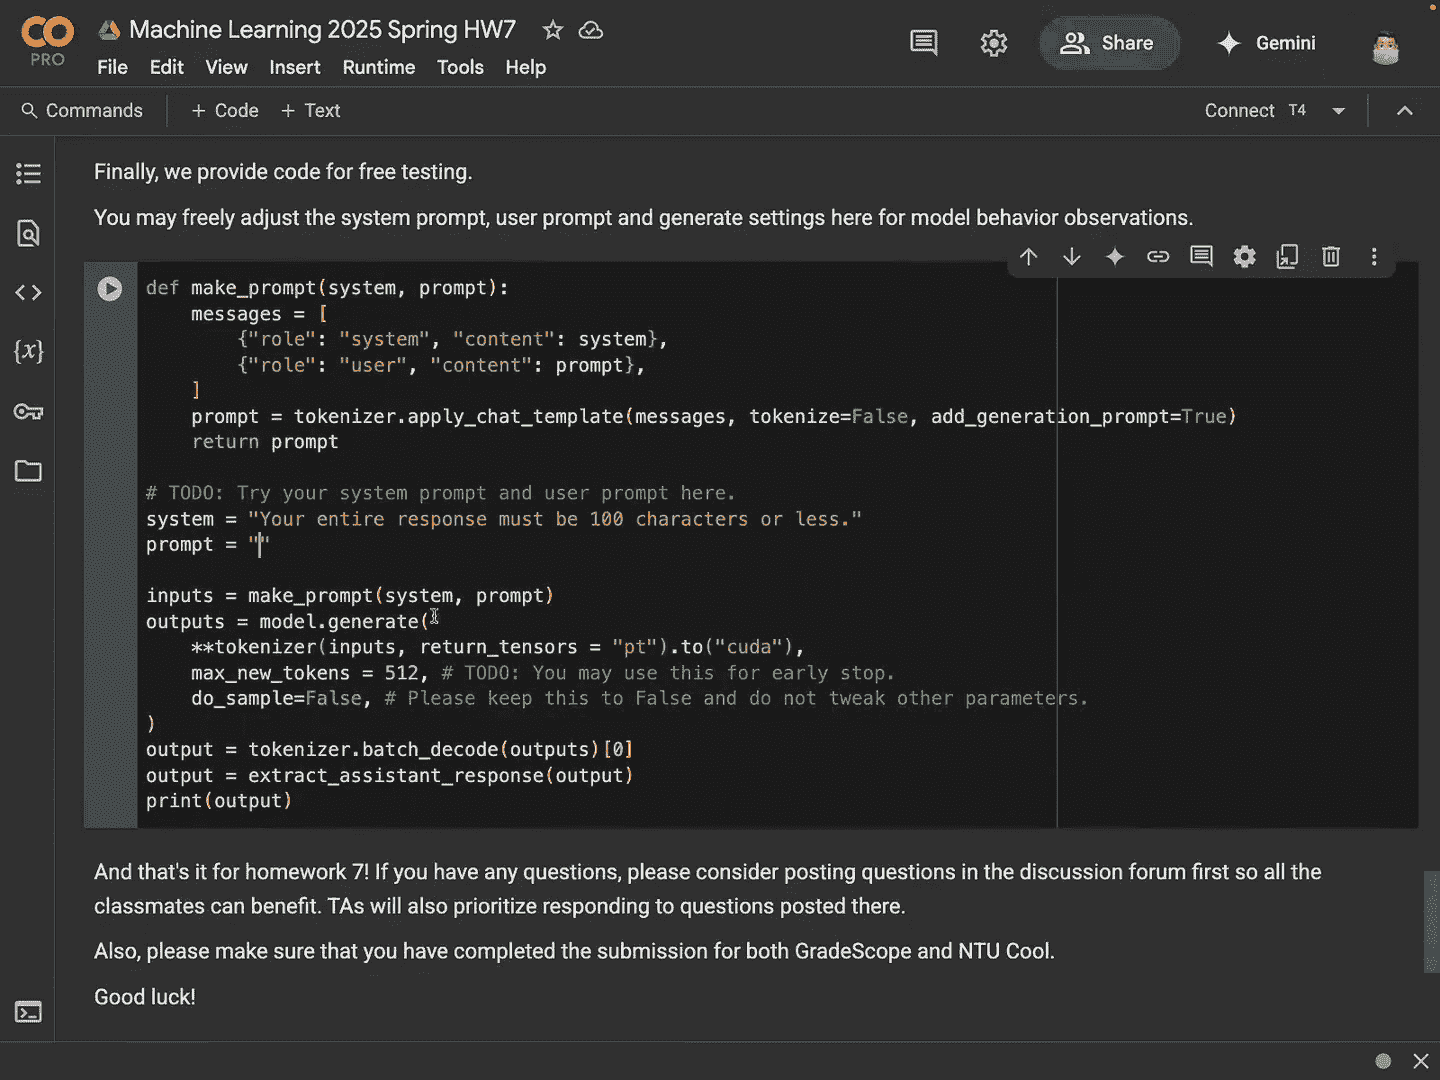 CO
PRO
Machine Learning 2025 Spring HW7
File Edit View Insert Runtime Tools Help
Share
Gemini
Commands
+ Code + Text
Connect T4
Finally, we provide code for free testing.
You may freely adjust the system prompt, user prompt and generate settings here for model behavior observations.
def make_prompt(system, prompt):
    messages = [
        {"role": "system", "content": system},
        {"role": "user", "content": prompt},
    ]
    prompt = tokenizer.apply_chat_template(messages, tokenize=False, add_generation_prompt=True)
    return prompt
# TODO: Try your system prompt and user prompt here.
system = "Your entire response must be 100 characters or less."
prompt = ""
inputs = make_prompt(system, prompt)
outputs = model.generate(
    **tokenizer(inputs, return_tensors = "pt").to("cuda"),
    max_new_tokens = 512, # TODO: You may use this for early stop.
    do_sample=False, # Please keep this to False and do not tweak other parameters.
)
output = tokenizer.batch_decode(outputs)[0]
output = extract_assistant_response(output)
print(output)
And that's it for homework 7! If you have any questions, please consider posting questions in the discussion forum first so all the
classmates can benefit. TAs will also prioritize responding to questions posted there.
Also, please make sure that you have completed the submission for both GradeScope and NTU Cool.
Good luck!